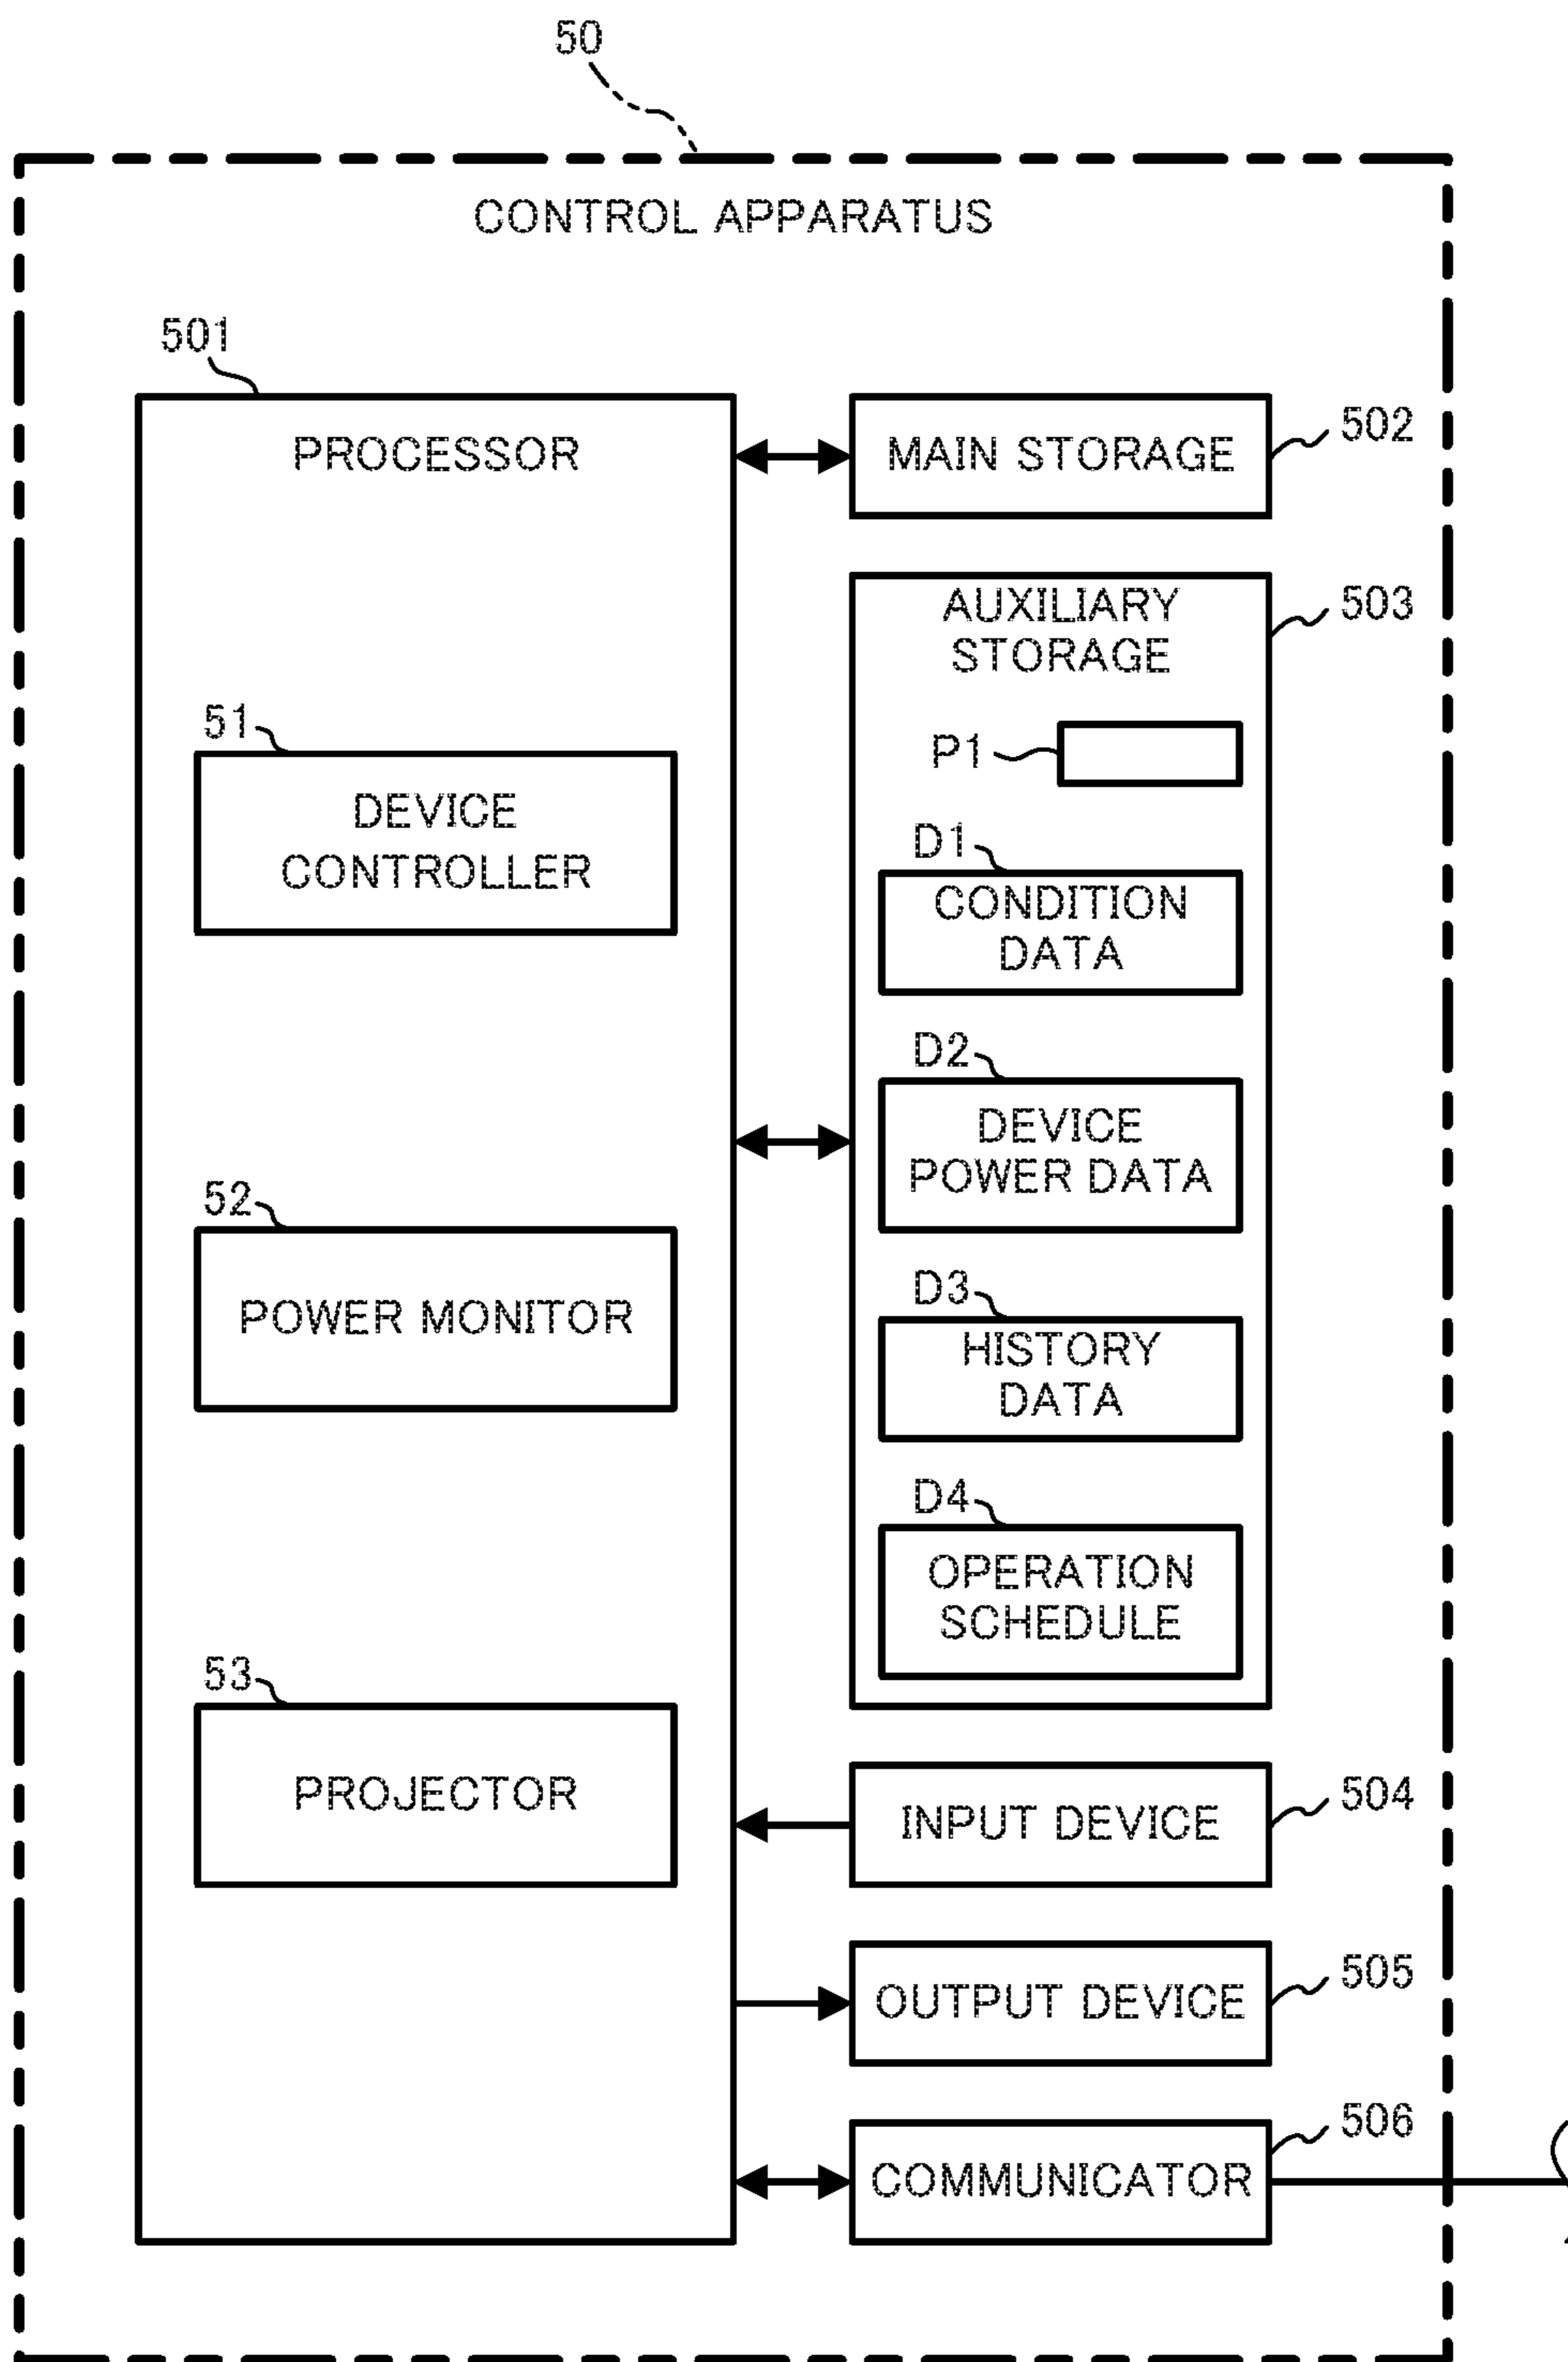 50
CONTROL APPARATUS
501
PROCESSOR
51
DEVICE
CONTROLLER
52
POWER MONITOR
53
PROJECTOR
MAIN STORAGE
502
AUXILIARY
STORAGE
503
P1
D1
CONDITION
DATA
D2
DEVICE
POWER DATA
D3
HISTORY
DATA
D4
OPERATION
SCHEDULE
INPUT DEVICE
504
OUTPUT DEVICE
505
COMMUNICATOR
506